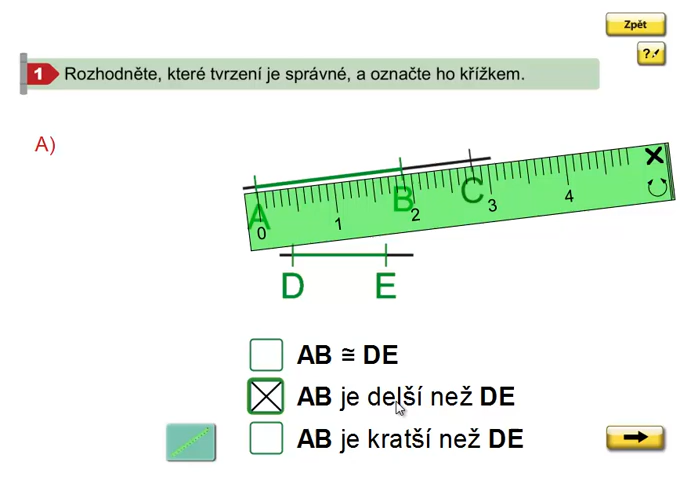 Zpět
?
1 Rozhodněte, které tvrzení je správné, a označte ho křížkem.
A)
A B C
0 1 2 3 4
D E
AB ≅ DE
AB je delší než DE
AB je kratší než DE